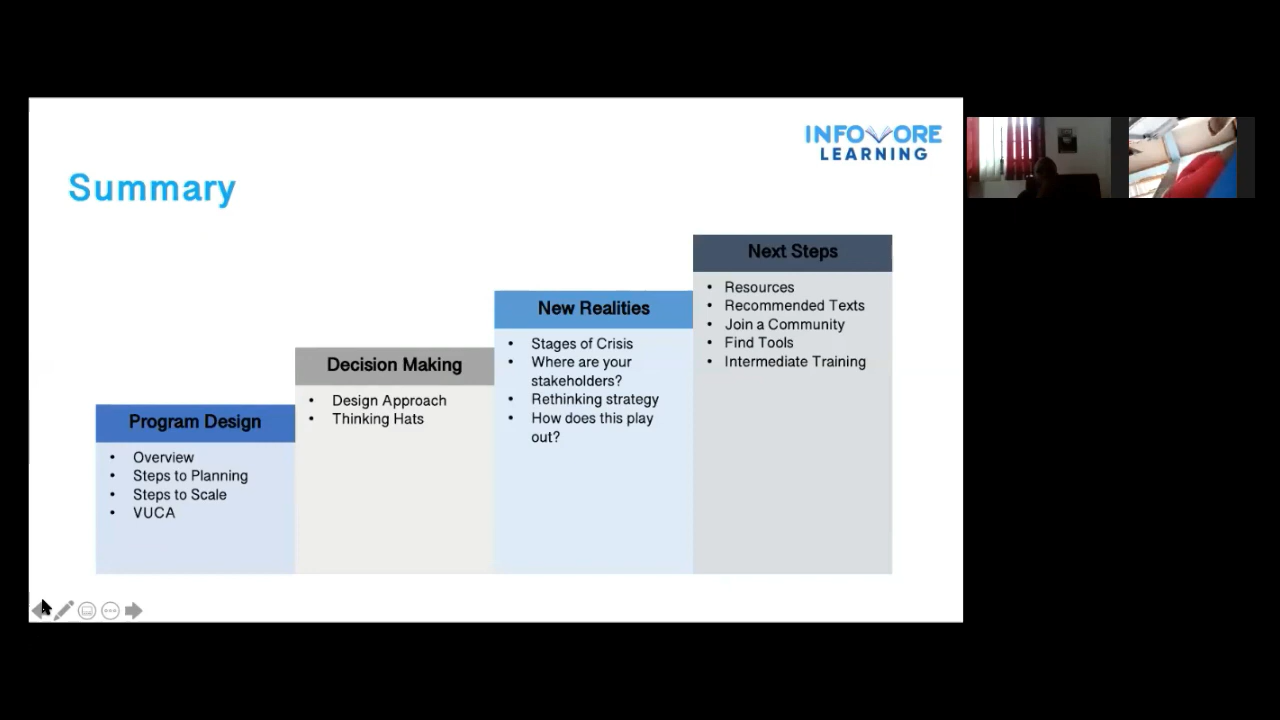 INFOVORE
LEARNING
Summary
Program Design
• Overview
• Steps to Planning
• Steps to Scale
• VUCA
Decision Making
• Design Approach
• Thinking Hats
New Realities
• Stages of Crisis
• Where are your
stakeholders?
• Rethinking strategy
• How does this play
out?
Next Steps
• Resources
• Recommended Texts
• Join a Community
• Find Tools
• Intermediate Training